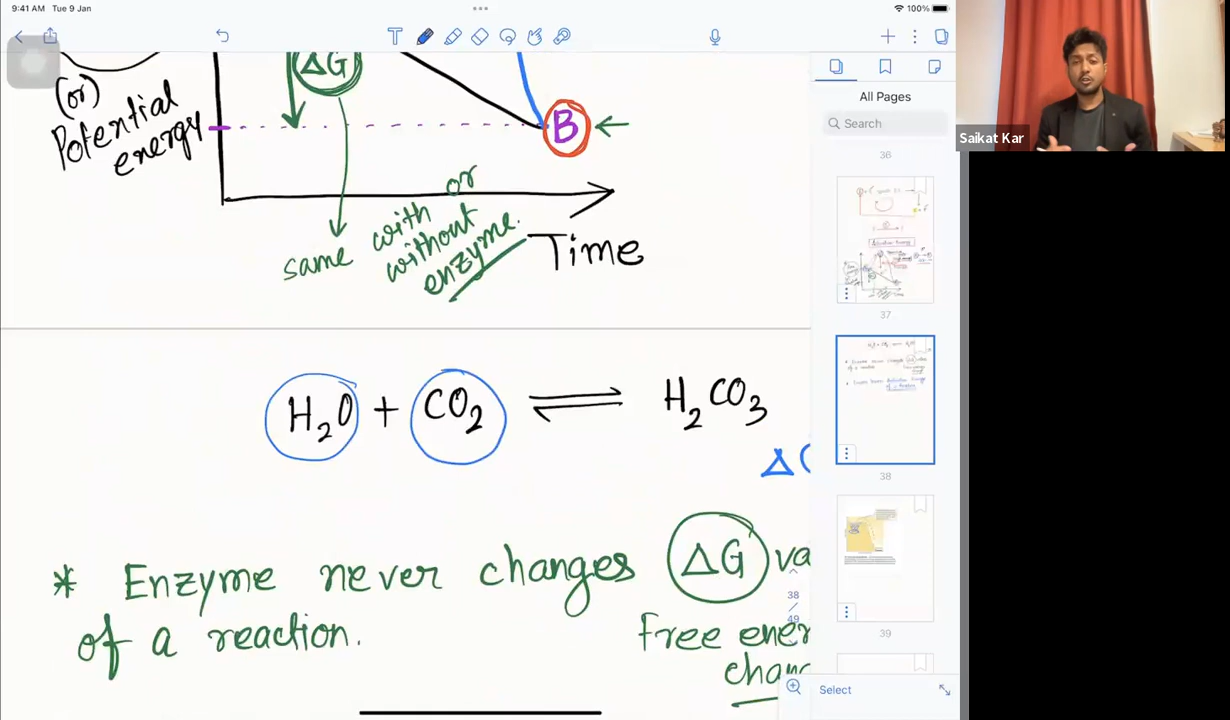 9:41 AM Tue 9 Jan
100%
T
All Pages
Search
36
37
38
39
Select
38
/
49
Saikat Kar
ΔG
(or)
Potential
energy
B
same with or
without
enzyme.
Time
H2O + CO2 ⇌ H2CO3
Δ
* Enzyme never changes ΔG va
of a reaction.
free ener
chan